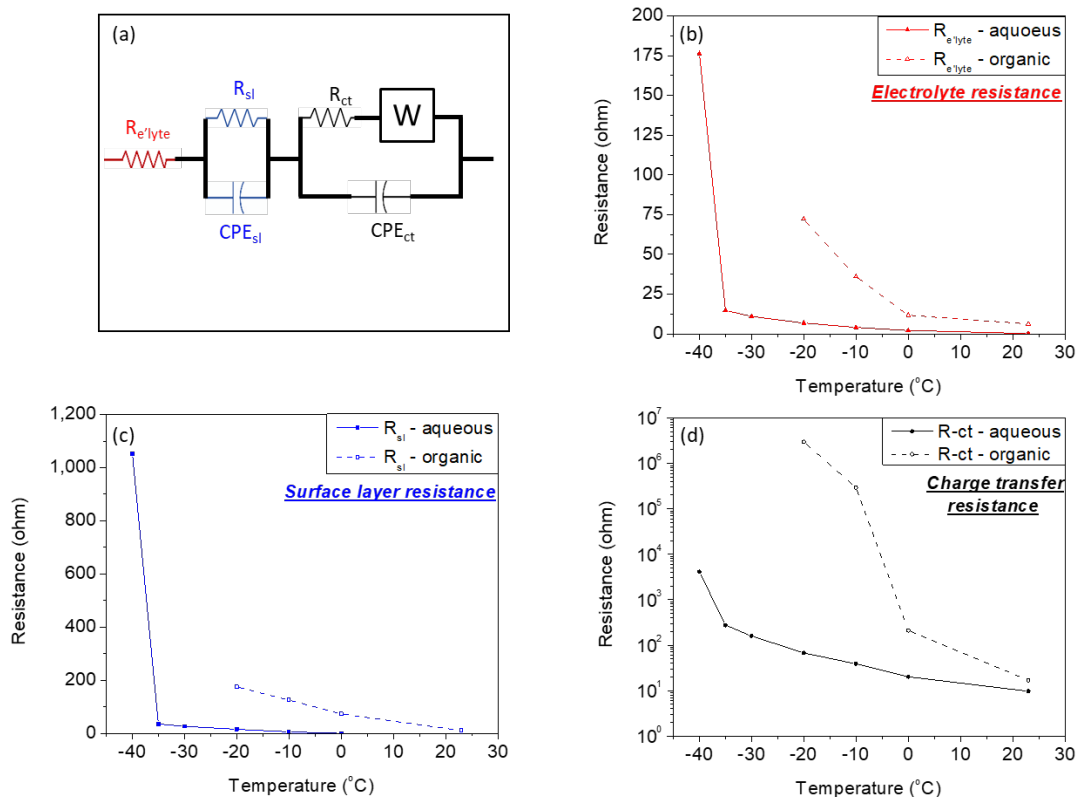 (a)
R_sl
R_ct
W
R_e'lyte
CPE_sl
CPE_ct
(b)
R_e'lyte - aquoeus
R_e'lyte - organic
Electrolyte resistance
200
175
150
125
100
75
50
25
0
Resistance (ohm)
-40 -30 -20 -10 0 10 20 30
Temperature (°C)
(c)
R_sl - aqueous
R_sl - organic
Surface layer resistance
1,200
1,000
800
600
400
200
0
Resistance (ohm)
-40 -30 -20 -10 0 10 20 30
Temperature (°C)
(d)
R-ct - aqueous
R-ct - organic
Charge transfer
resistance
10^7
10^6
10^5
10^4
10^3
10^2
10^1
10^0
Resistance (ohm)
-40 -30 -20 -10 0 10 20 30
Temperature (°C)